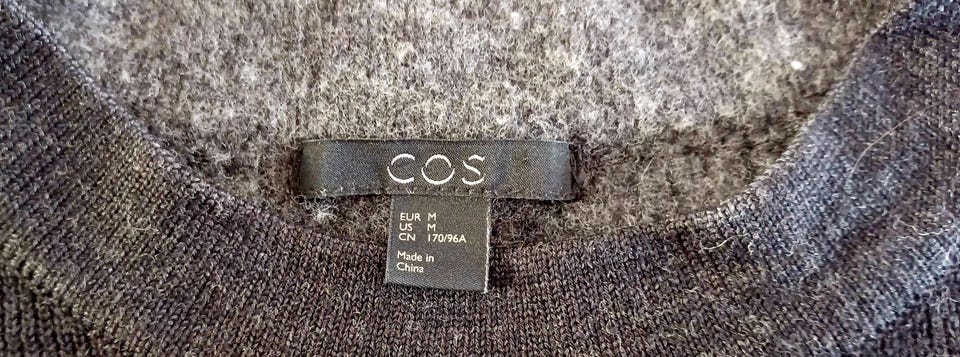 COS
EUR M
US M
CN 170/96A
Made in
China